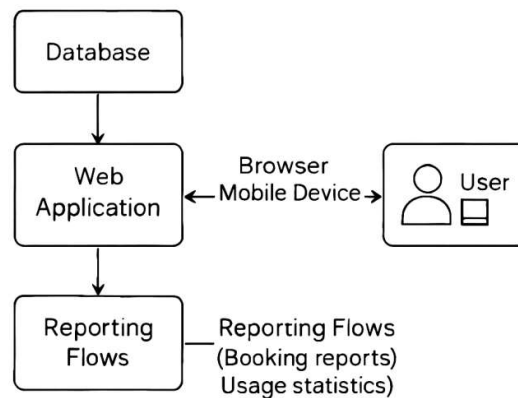 Database
Web
Application
Browser
Mobile Device
User
Reporting
Flows
Reporting Flows
(Booking reports)
Usage statistics)